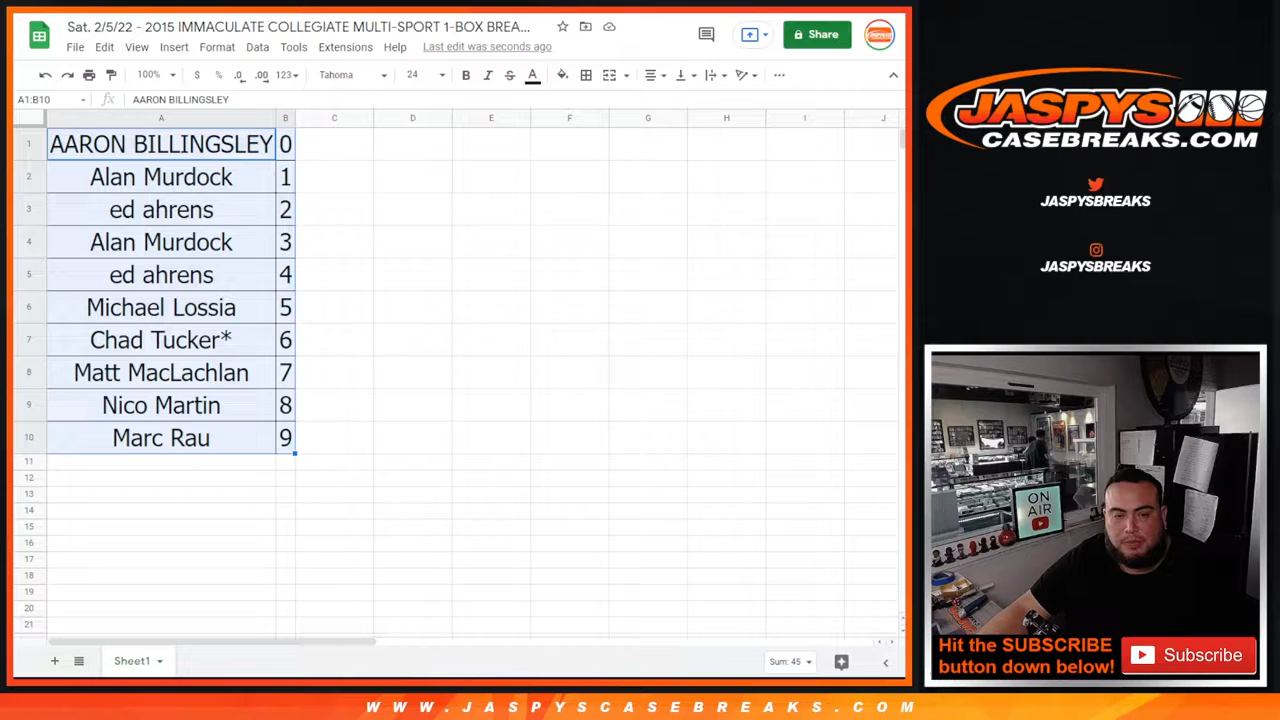 Sat. 2/5/22 - 2015 IMMACULATE COLLEGIATE MULTI-SPORT 1-BOX BREA...
File Edit View Insert Format Data Tools Extensions Help Last edit was seconds ago
Share
100% $ % .0 .00 123 Tahoma 24 B I S A
A1:B10 fx AARON BILLINGSLEY
A B C D E F G H I J
1 AARON BILLINGSLEY 0
2 Alan Murdock 1
3 ed ahrens 2
4 Alan Murdock 3
5 ed ahrens 4
6 Michael Lossia 5
7 Chad Tucker* 6
8 Matt MacLachlan 7
9 Nico Martin 8
10 Marc Rau 9
11
12
13
14
15
16
17
18
19
20
21
Sheet1
Sum: 45
JASPYS
CASEBREAKS.COM
JASPYSBREAKS
JASPYSBREAKS
ON
AIR
Hit the SUBSCRIBE
button down below!
Subscribe
WWW.JASPYSCASEBREAKS.COM